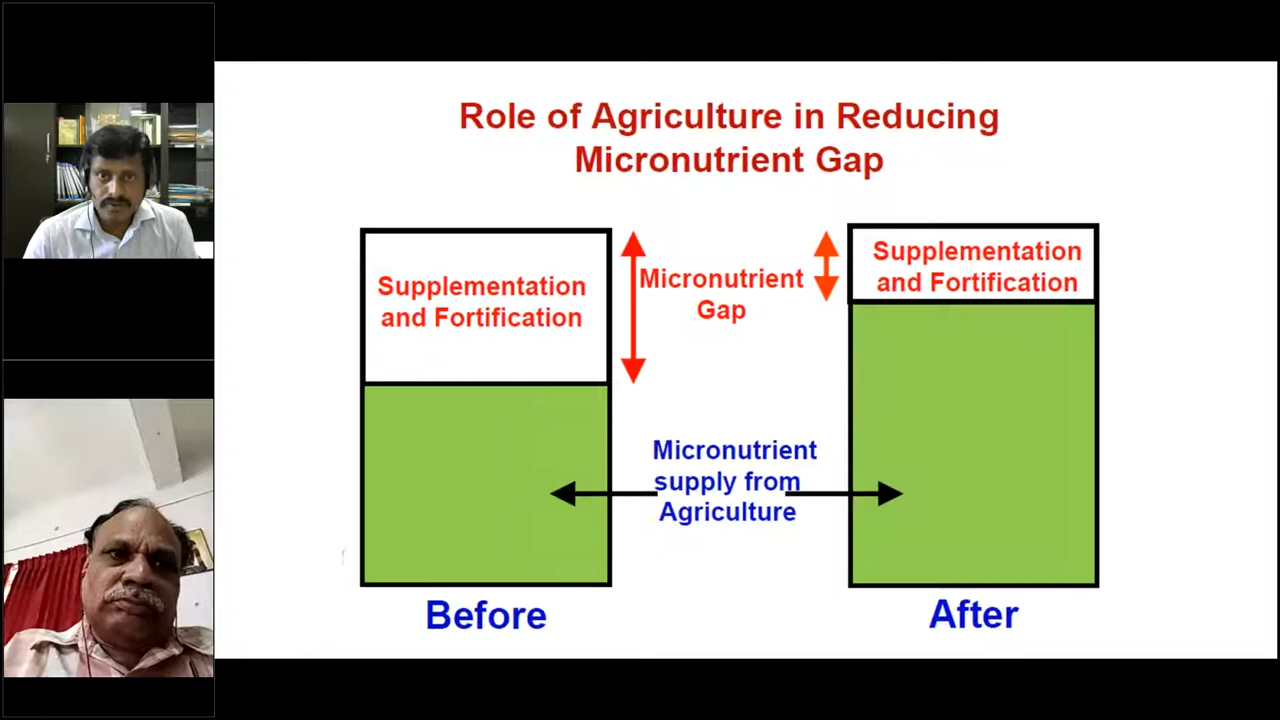 Role of Agriculture in Reducing
Micronutrient Gap
Supplementation
and Fortification
Micronutrient
Gap
Supplementation
and Fortification
Micronutrient
supply from
Agriculture
Before
After